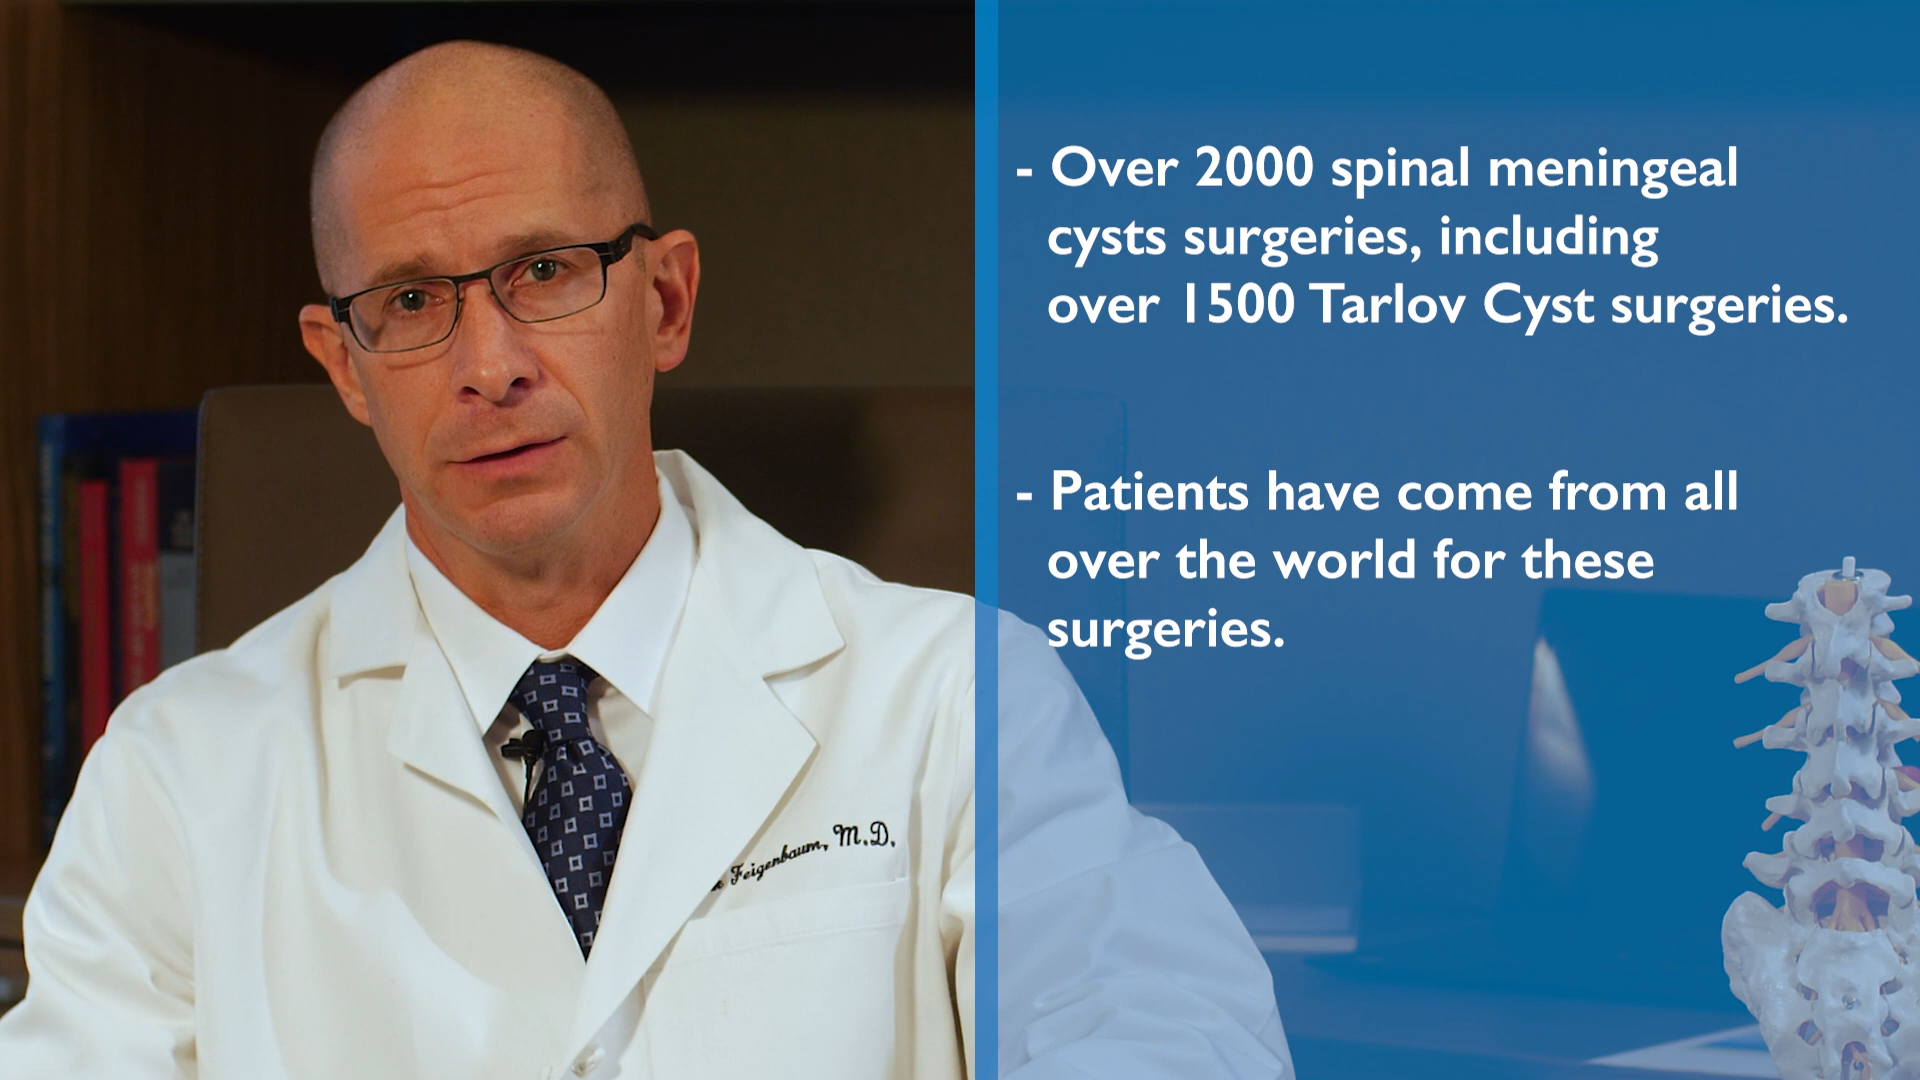 - Over 2000 spinal meningeal
cysts surgeries, including
over 1500 Tarlov Cyst surgeries.
- Patients have come from all
over the world for these
surgeries.
Feigenbaum, M.D.